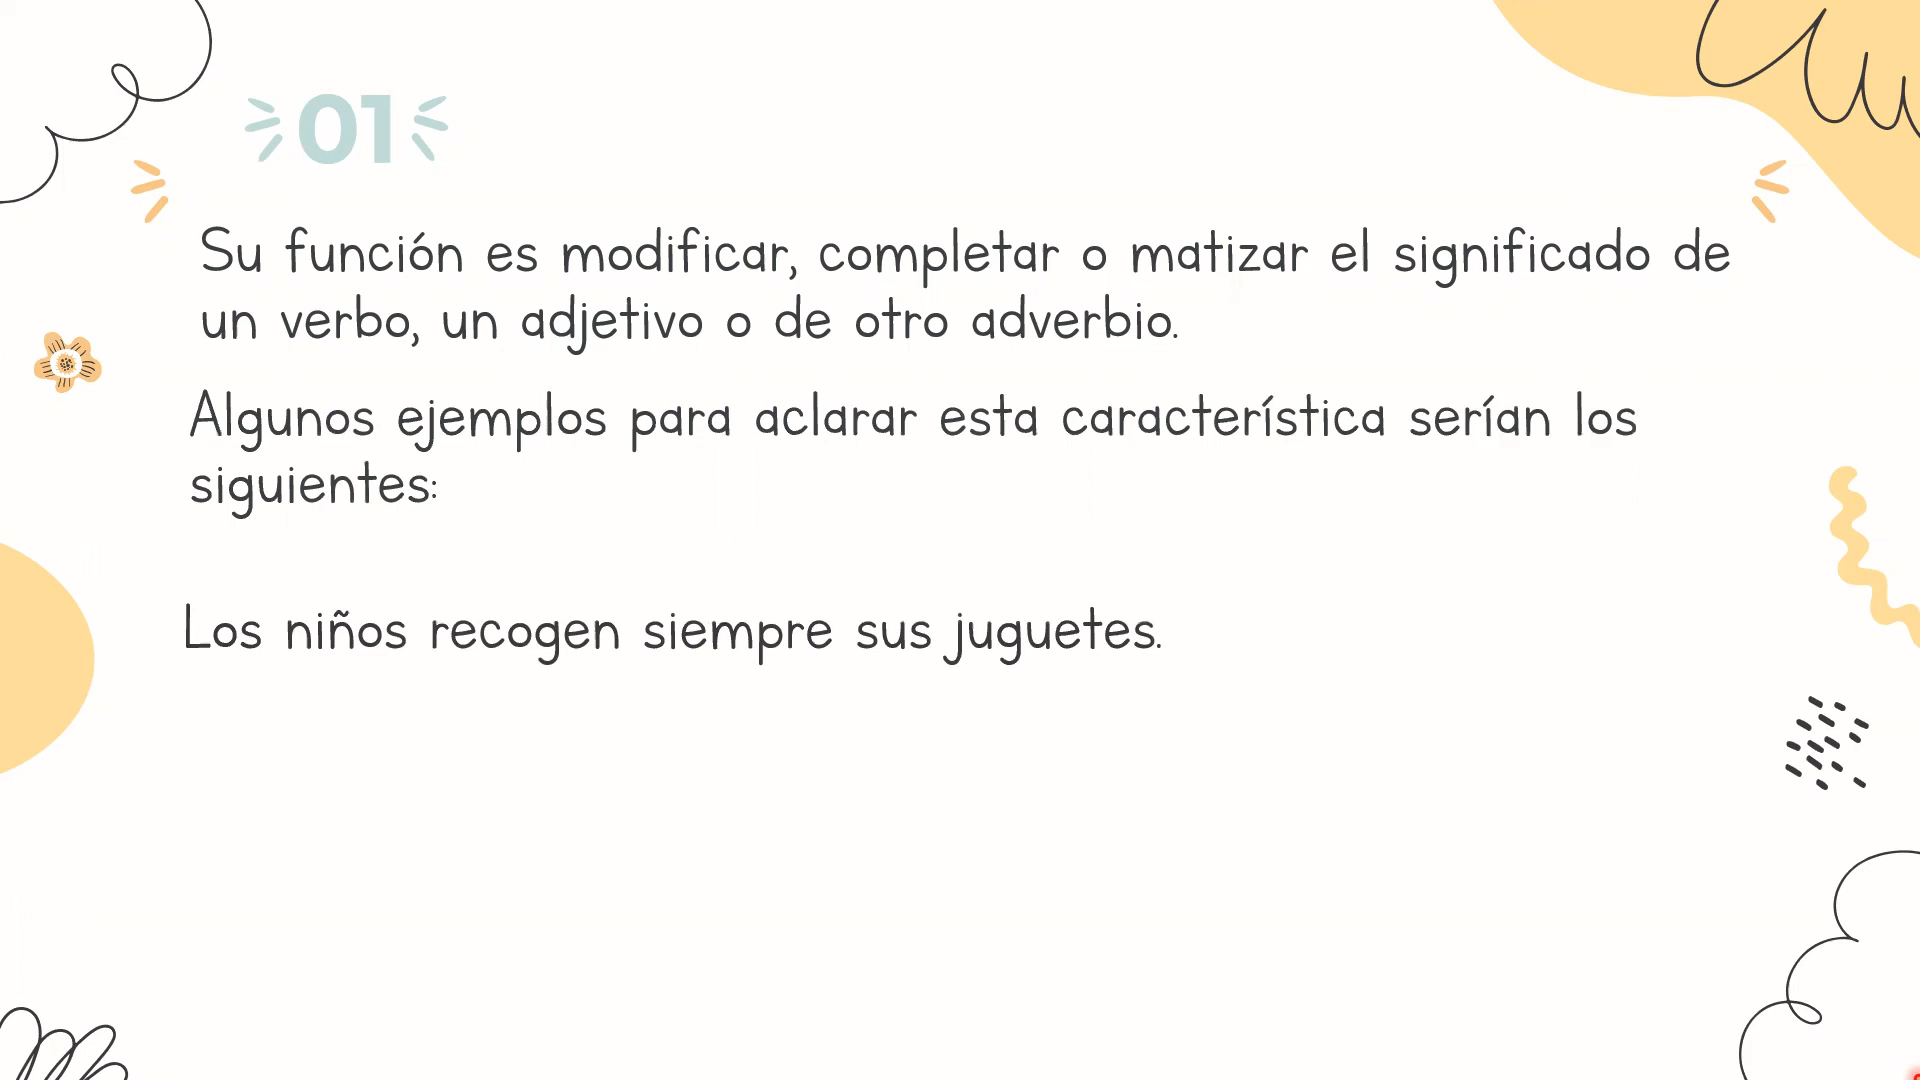 01
Su función es modificar, completar o matizar el significado de
un verbo, un adjetivo o de otro adverbio.
Algunos ejemplos para aclarar esta característica serían los
siguientes:
Los niños recogen siempre sus juguetes.